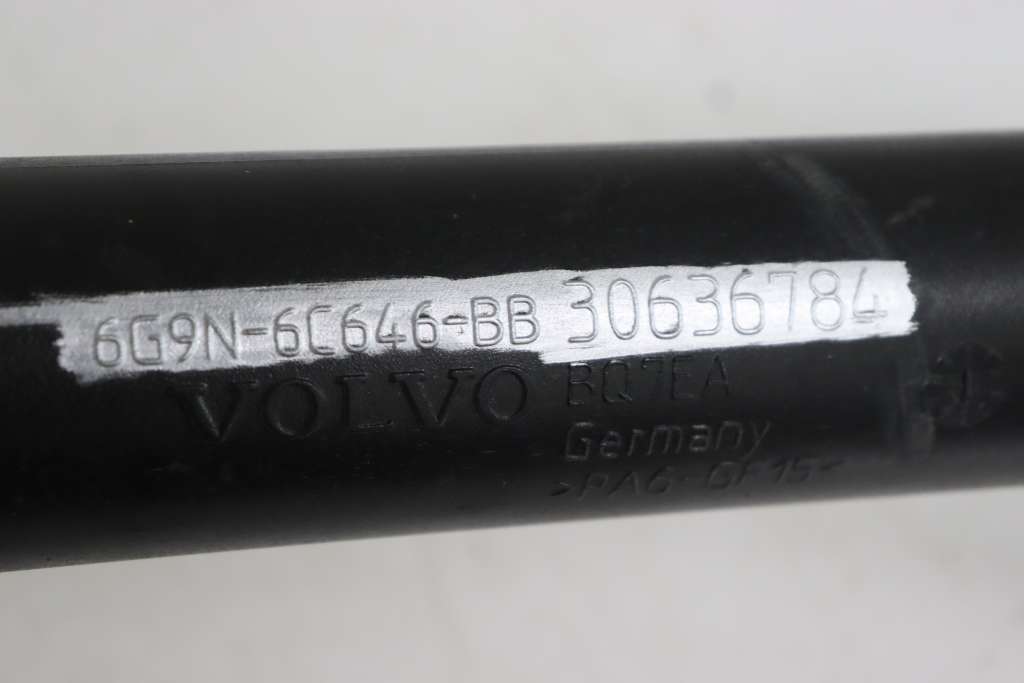 6G9N-6C646-BB 30636784
VOLVO BQ7EA
Germany
>PA6-GF15<